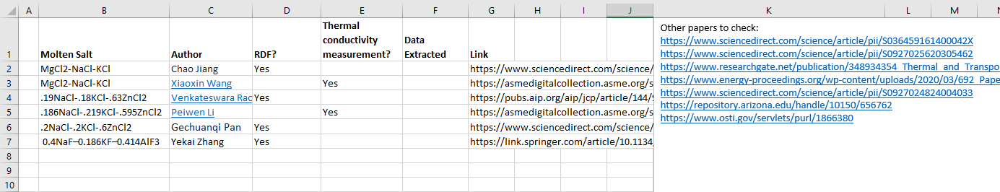 A B C D E F G H I J K L M
1 Molten Salt Author RDF? Thermal conductivity measurement? Data Extracted Link
2 MgCl2-NaCl-KCl Chao Jiang Yes https://www.sciencedirect.com/science/
3 MgCl2-NaCl-KCl Xiaoxin Wang Yes https://asmedigitalcollection.asme.org/s
4 .19NaCl-.18KCl-.63ZnCl2 Venkateswara Rao Yes https://pubs.aip.org/aip/jcp/article/144/9
5 .186NaCl-.219KCl-.595ZnCl2 Peiwen Li Yes https://asmedigitalcollection.asme.org/s
6 .2NaCl-.2KCl-.6ZnCl2 Gechuanqi Pan Yes https://www.sciencedirect.com/science/
7 0.4NaF–0.186KF–0.414AlF3 Yekai Zhang Yes https://link.springer.com/article/10.1134/
8
9
10
Other papers to check:
https://www.sciencedirect.com/science/article/pii/S036459161400042X
https://www.sciencedirect.com/science/article/pii/S0927025620305462
https://www.researchgate.net/publication/348934354_Thermal_and_Transpo
https://www.energy-proceedings.org/wp-content/uploads/2020/03/692_Pape
https://www.sciencedirect.com/science/article/pii/S0927024824004033
https://repository.arizona.edu/handle/10150/656762
https://www.osti.gov/servlets/purl/1866380